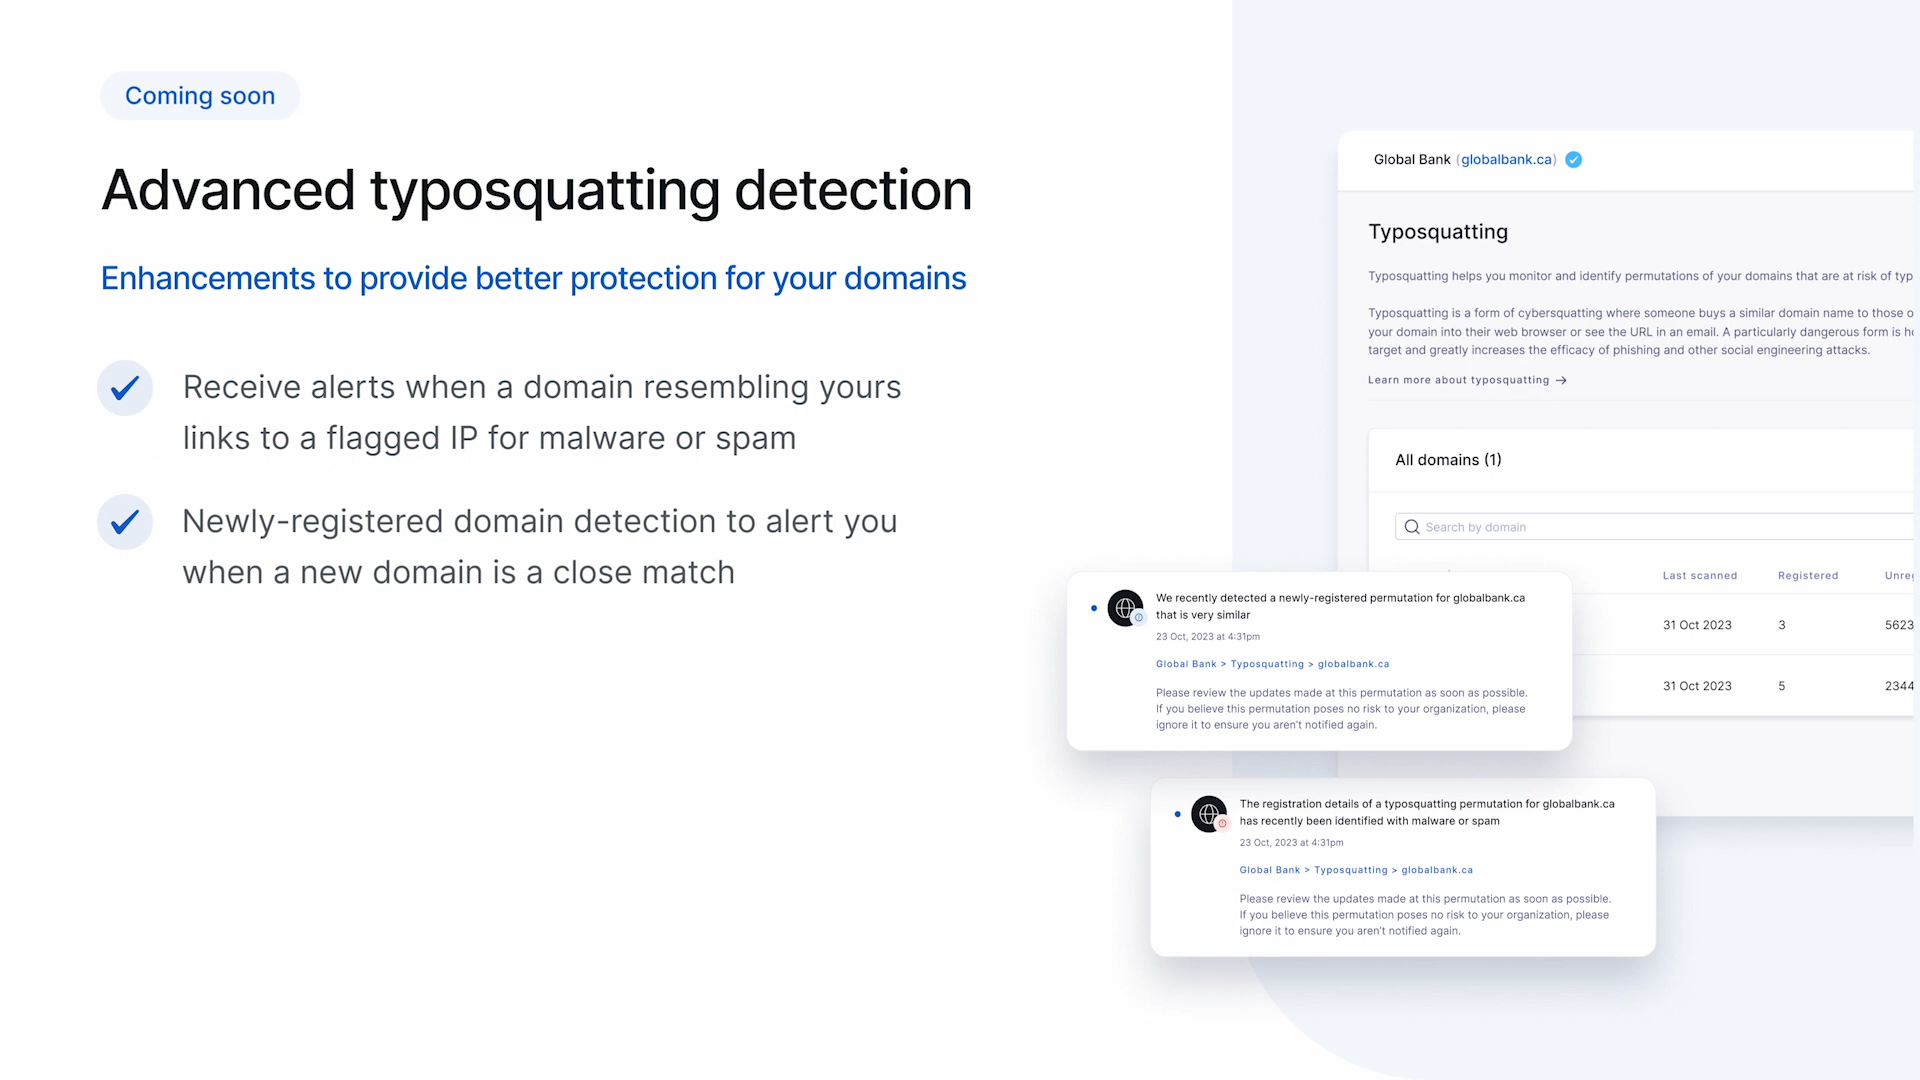 Coming soon
Advanced typosquatting detection
Enhancements to provide better protection for your domains
Receive alerts when a domain resembling yours
links to a flagged IP for malware or spam
Newly-registered domain detection to alert you
when a new domain is a close match
Global Bank (globalbank.ca)
Typosquatting
Typosquatting helps you monitor and identify permutations of your domains that are at risk of typ
Typosquatting is a form of cybersquatting where someone buys a similar domain name to those o
your domain into their web browser or see the URL in an email. A particularly dangerous form is ho
target and greatly increases the efficacy of phishing and other social engineering attacks.
Learn more about typosquatting →
All domains (1)
Search by domain
Last scanned Registered Unreg
31 Oct 2023 3 5623
31 Oct 2023 5 2344
We recently detected a newly-registered permutation for globalbank.ca
that is very similar
23 Oct, 2023 at 4:31pm
Global Bank > Typosquatting > globalbank.ca
Please review the updates made at this permutation as soon as possible.
If you believe this permutation poses no risk to your organization, please
ignore it to ensure you aren't notified again.
The registration details of a typosquatting permutation for globalbank.ca
has recently been identified with malware or spam
23 Oct, 2023 at 4:31pm
Global Bank > Typosquatting > globalbank.ca
Please review the updates made at this permutation as soon as possible.
If you believe this permutation poses no risk to your organization, please
ignore it to ensure you aren't notified again.